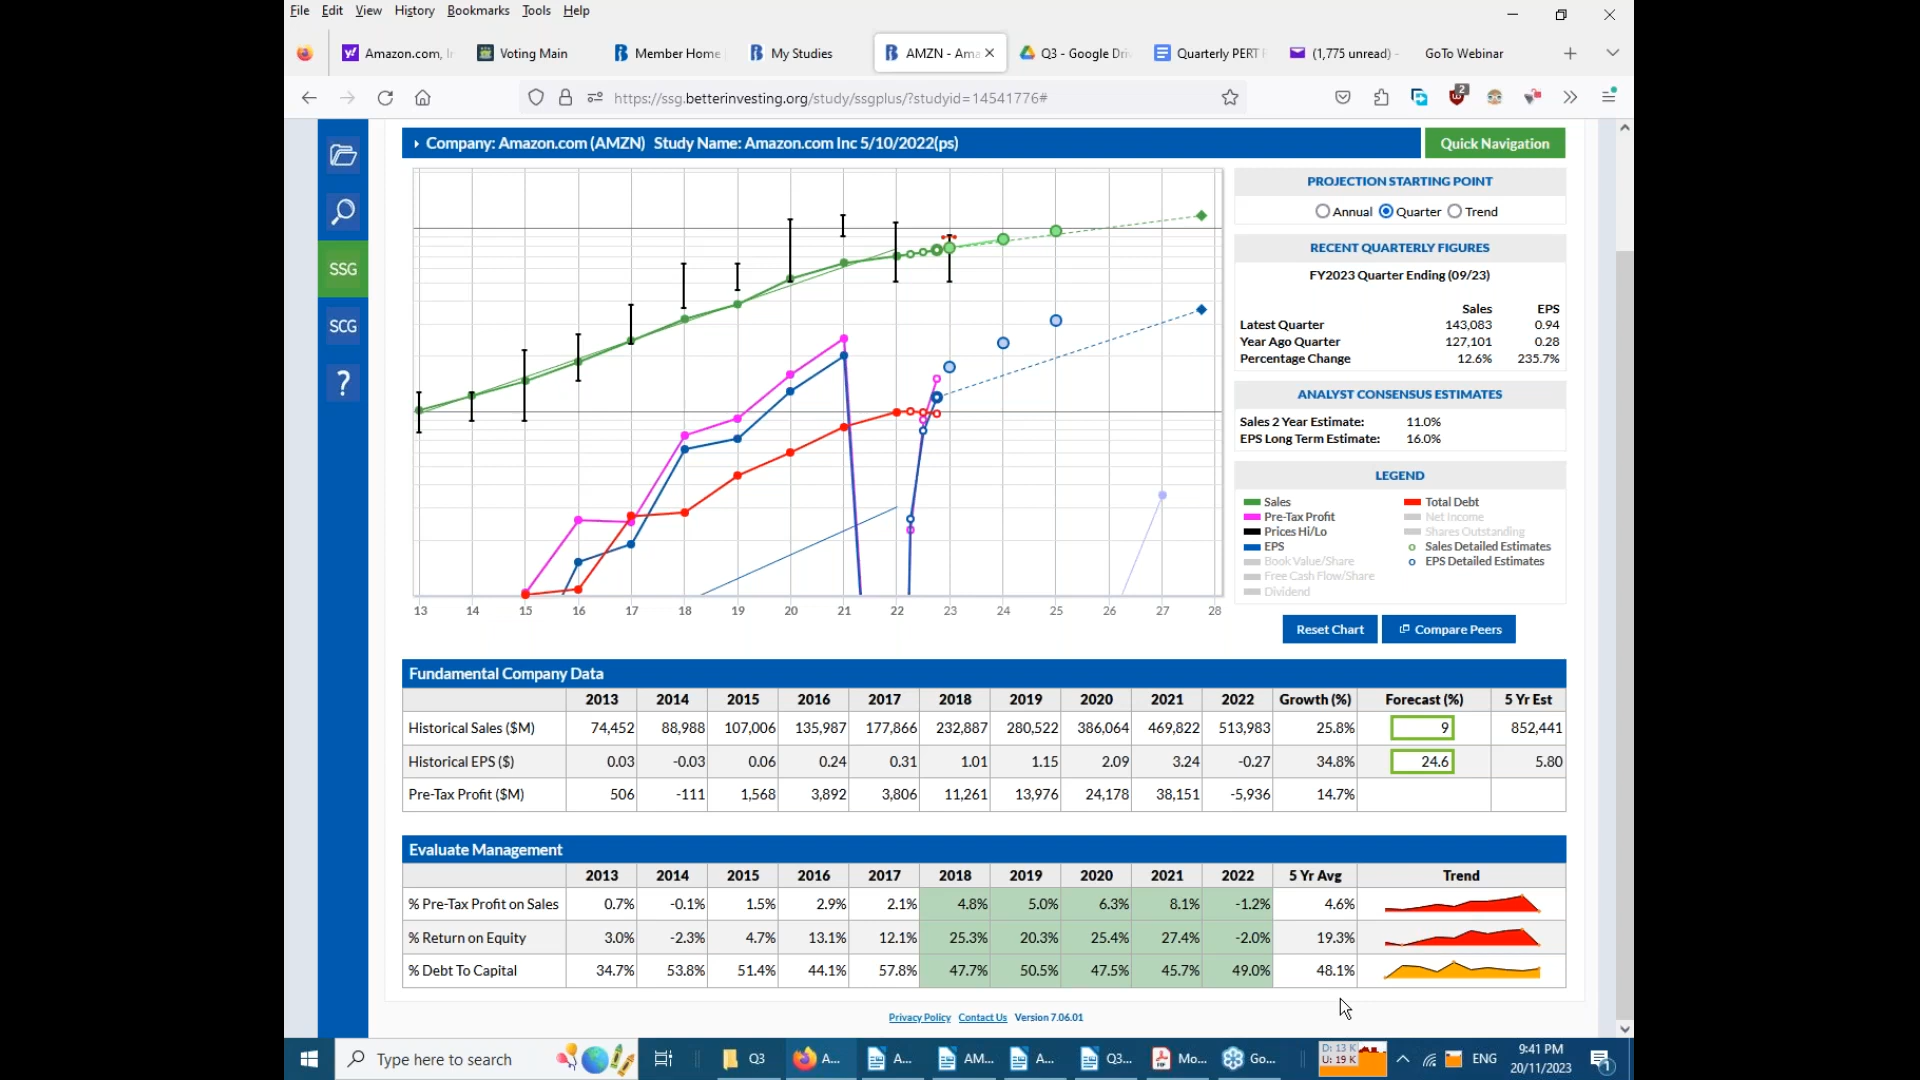 File Edit View History Bookmarks Tools Help
Amazon.com, In Voting Main Member Home My Studies AMZN - Ama Q3 - Google Dri Quarterly PERT (1,775 unread) - GoTo Webinar
https://ssg.betterinvesting.org/study/ssgplus/?studyid=14541776# 2
Company: Amazon.com (AMZN) Study Name: Amazon.com Inc 5/10/2022(ps) Quick Navigation
SSG
SCG
?
13 14 15 16 17 18 19 20 21 22 23 24 25 26 27 28
PROJECTION STARTING POINT
Annual Quarter Trend
RECENT QUARTERLY FIGURES
FY2023 Quarter Ending (09/23)
Sales EPS
Latest Quarter 143,083 0.94
Year Ago Quarter 127,101 0.28
Percentage Change 12.6% 235.7%
ANALYST CONSENSUS ESTIMATES
Sales 2 Year Estimate: 11.0%
EPS Long Term Estimate: 16.0%
LEGEND
Sales Total Debt
Pre-Tax Profit Net Income
Prices Hi/Lo Shares Outstanding
EPS Sales Detailed Estimates
Book Value/Share EPS Detailed Estimates
Free Cash Flow/Share
Dividend
Reset Chart Compare Peers
Fundamental Company Data
2013 2014 2015 2016 2017 2018 2019 2020 2021 2022 Growth (%) Forecast (%) 5 Yr Est
Historical Sales ($M) 74,452 88,988 107,006 135,987 177,866 232,887 280,522 386,064 469,822 513,983 25.8% 9 852,441
Historical EPS ($) 0.03 -0.03 0.06 0.24 0.31 1.01 1.15 2.09 3.24 -0.27 34.8% 24.6 5.80
Pre-Tax Profit ($M) 506 -111 1,568 3,892 3,806 11,261 13,976 24,178 38,151 -5,936 14.7%
Evaluate Management
2013 2014 2015 2016 2017 2018 2019 2020 2021 2022 5 Yr Avg Trend
% Pre-Tax Profit on Sales 0.7% -0.1% 1.5% 2.9% 2.1% 4.8% 5.0% 6.3% 8.1% -1.2% 4.6%
% Return on Equity 3.0% -2.3% 4.7% 13.1% 12.1% 25.3% 20.3% 25.4% 27.4% -2.0% 19.3%
% Debt To Capital 34.7% 53.8% 51.4% 44.1% 57.8% 47.7% 50.5% 47.5% 45.7% 49.0% 48.1%
Privacy Policy Contact Us Version 7.06.01
Type here to search Q3 A... A... AM... A... Q3... Mo... Go... D: 13 K U: 19 K ENG 9:41 PM
20/11/2023 1